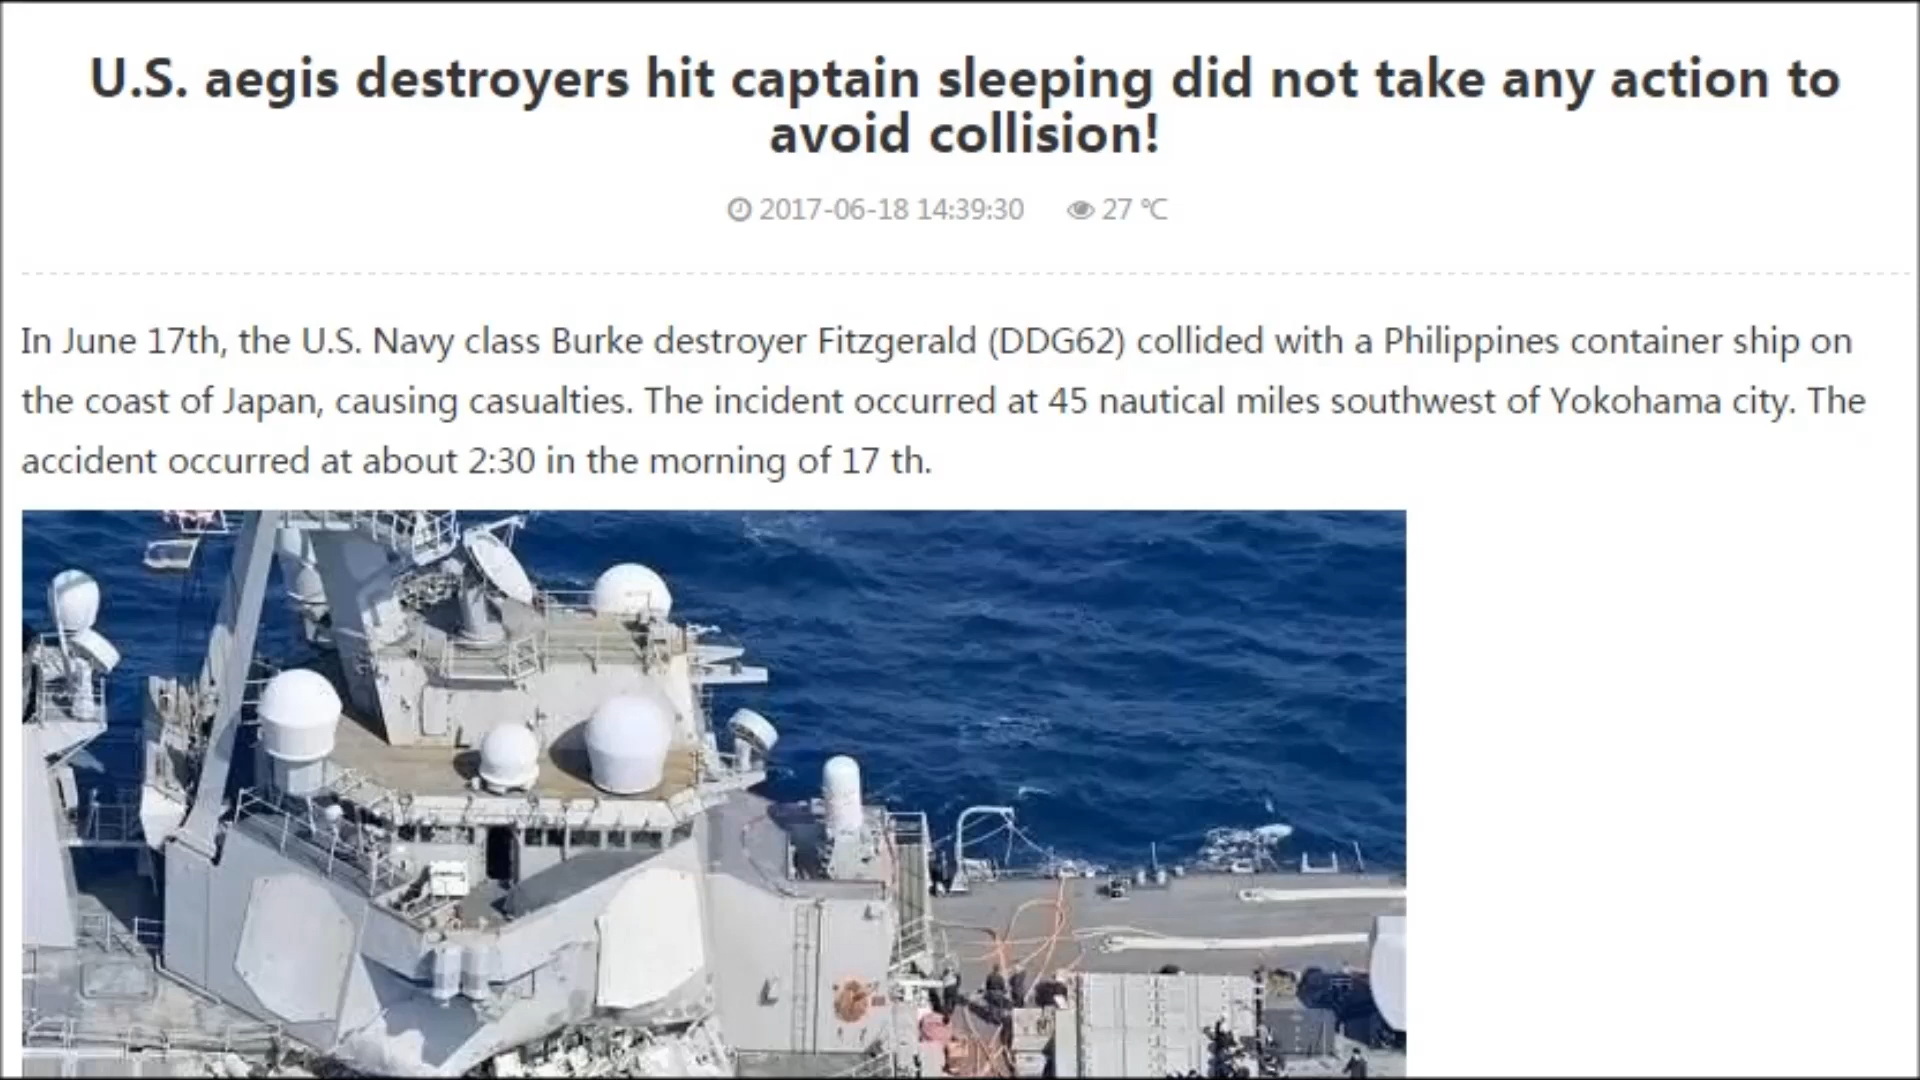 U.S. aegis destroyers hit captain sleeping did not take any action to
avoid collision!
2017-06-18 14:39:30 27 ℃
In June 17th, the U.S. Navy class Burke destroyer Fitzgerald (DDG62) collided with a Philippines container ship on
the coast of Japan, causing casualties. The incident occurred at 45 nautical miles southwest of Yokohama city. The
accident occurred at about 2:30 in the morning of 17 th.